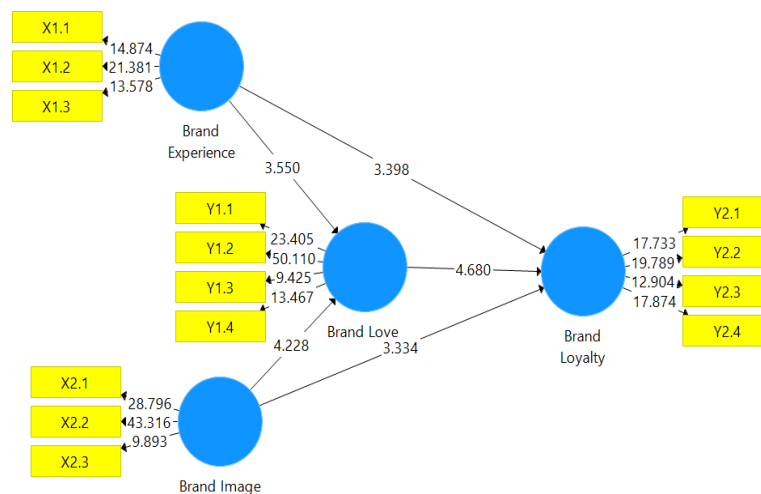 X1.1
X1.2
X1.3
14.874
21.381
13.578
Brand
Experience
3.550
3.398
Y1.1
Y1.2
Y1.3
Y1.4
23.405
50.110
9.425
13.467
Brand Love
4.680
Y2.1
Y2.2
Y2.3
Y2.4
17.733
19.789
12.904
17.874
Brand
Loyalty
4.228
3.334
X2.1
X2.2
X2.3
28.796
43.316
9.893
Brand Image